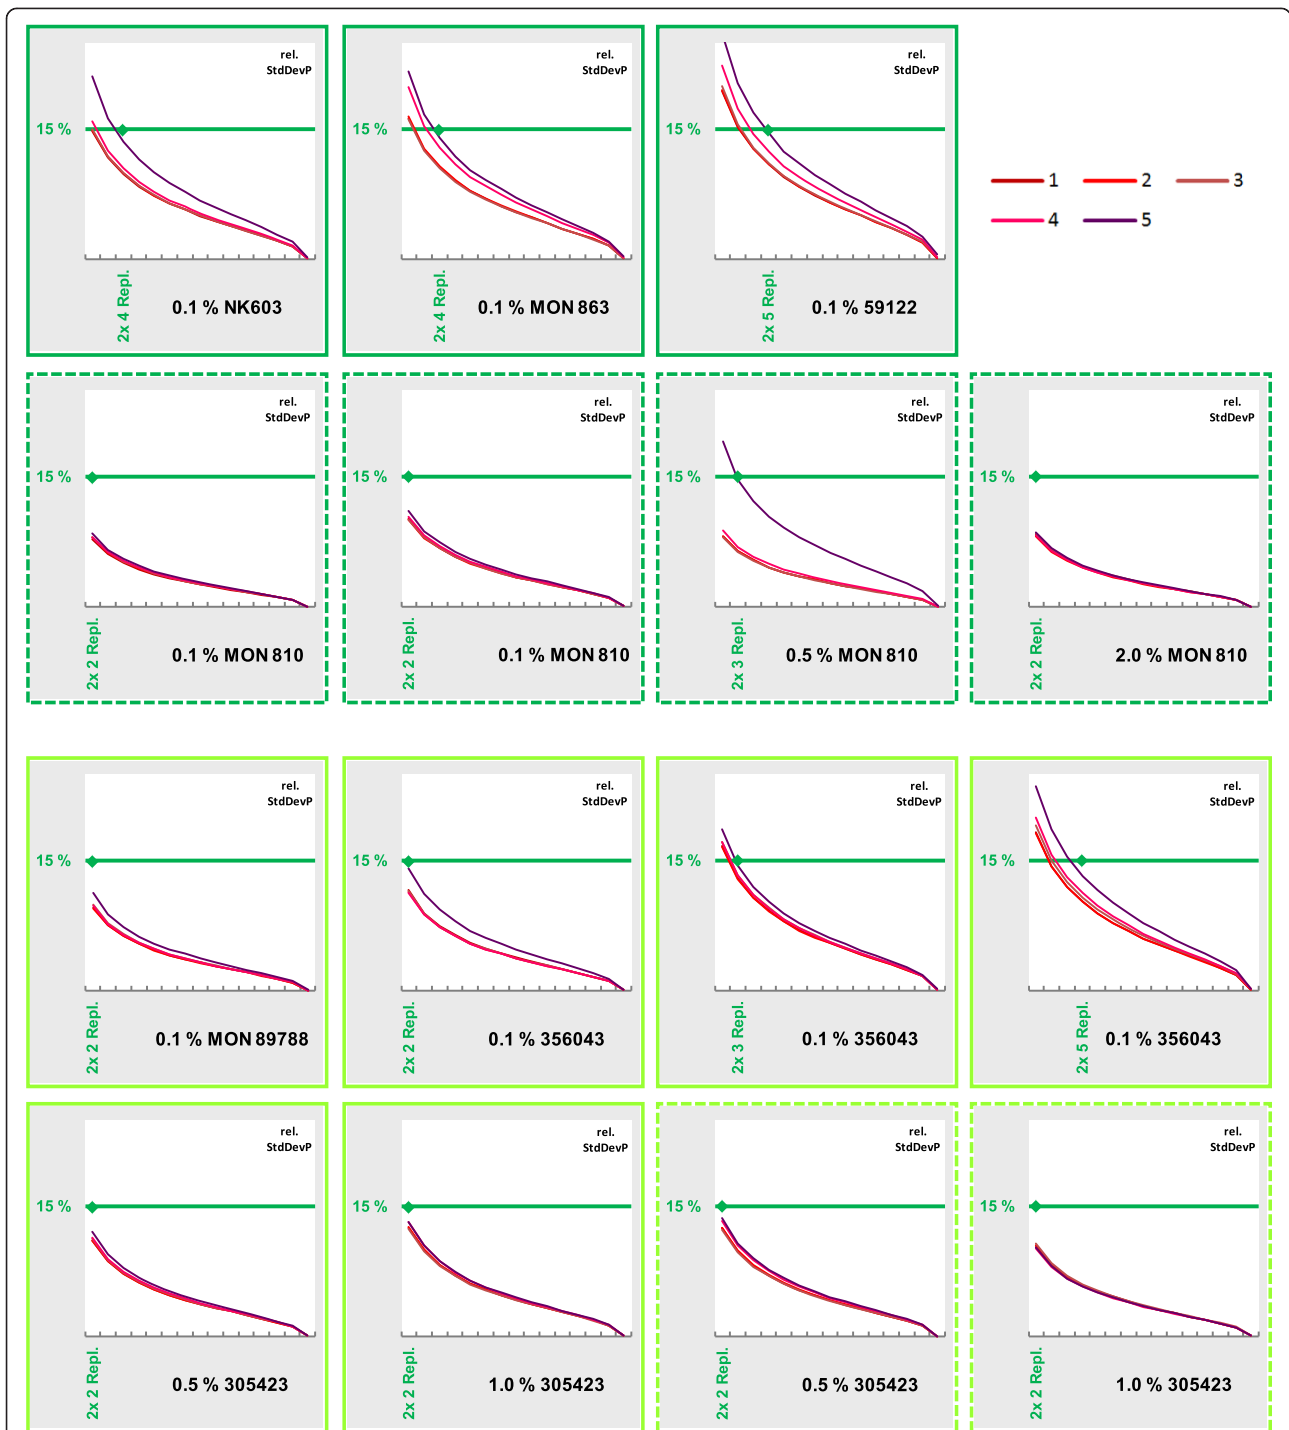 rel.
StdDevP
15 %
2x 4 Repl.
0.1 % NK603
rel.
StdDevP
2x 4 Repl.
0.1 % MON 863
rel.
StdDevP
15 %
2x 5 Repl.
0.1 % 59122
1 2 3
4 5
rel.
StdDevP
15 %
2x 2 Repl.
0.1 % MON 810
rel.
StdDevP
15 %
2x 2 Repl.
0.1 % MON 810
rel.
StdDevP
15 %
2x 3 Repl.
0.5 % MON 810
rel.
StdDevP
15 %
2x 2 Repl.
2.0 % MON 810
rel.
StdDevP
15 %
2x 2 Repl.
0.1 % MON 89788
rel.
StdDevP
15 %
2x 2 Repl.
0.1 % 356043
rel.
StdDevP
15 %
2x 3 Repl.
0.1 % 356043
rel.
StdDevP
15 %
2x 5 Repl.
0.1 % 356043
rel.
StdDevP
15 %
2x 2 Repl.
0.5 % 305423
rel.
StdDevP
15 %
2x 2 Repl.
1.0 % 305423
rel.
StdDevP
15 %
2x 2 Repl.
0.5 % 305423
rel.
StdDevP
15 %
2x 2 Repl.
1.0 % 305423